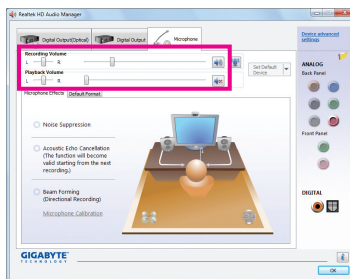 Realtek HD Audio Manager
Digital Output(Optical)
Digital Output
Microphone
Device advanced settings
Recording Volume
L R
Set Default Device
Playback Volume
L R
Microphone Effects
Default Format
ANALOG
Back Panel
Noise Suppression
Acoustic Echo Cancellation
(The function will become
valid starting from the next
recording.)
Front Panel
Beam Forming
(Directional Recording)
Microphone Calibration
DIGITAL
GIGABYTE
TECHNOLOGY
OK